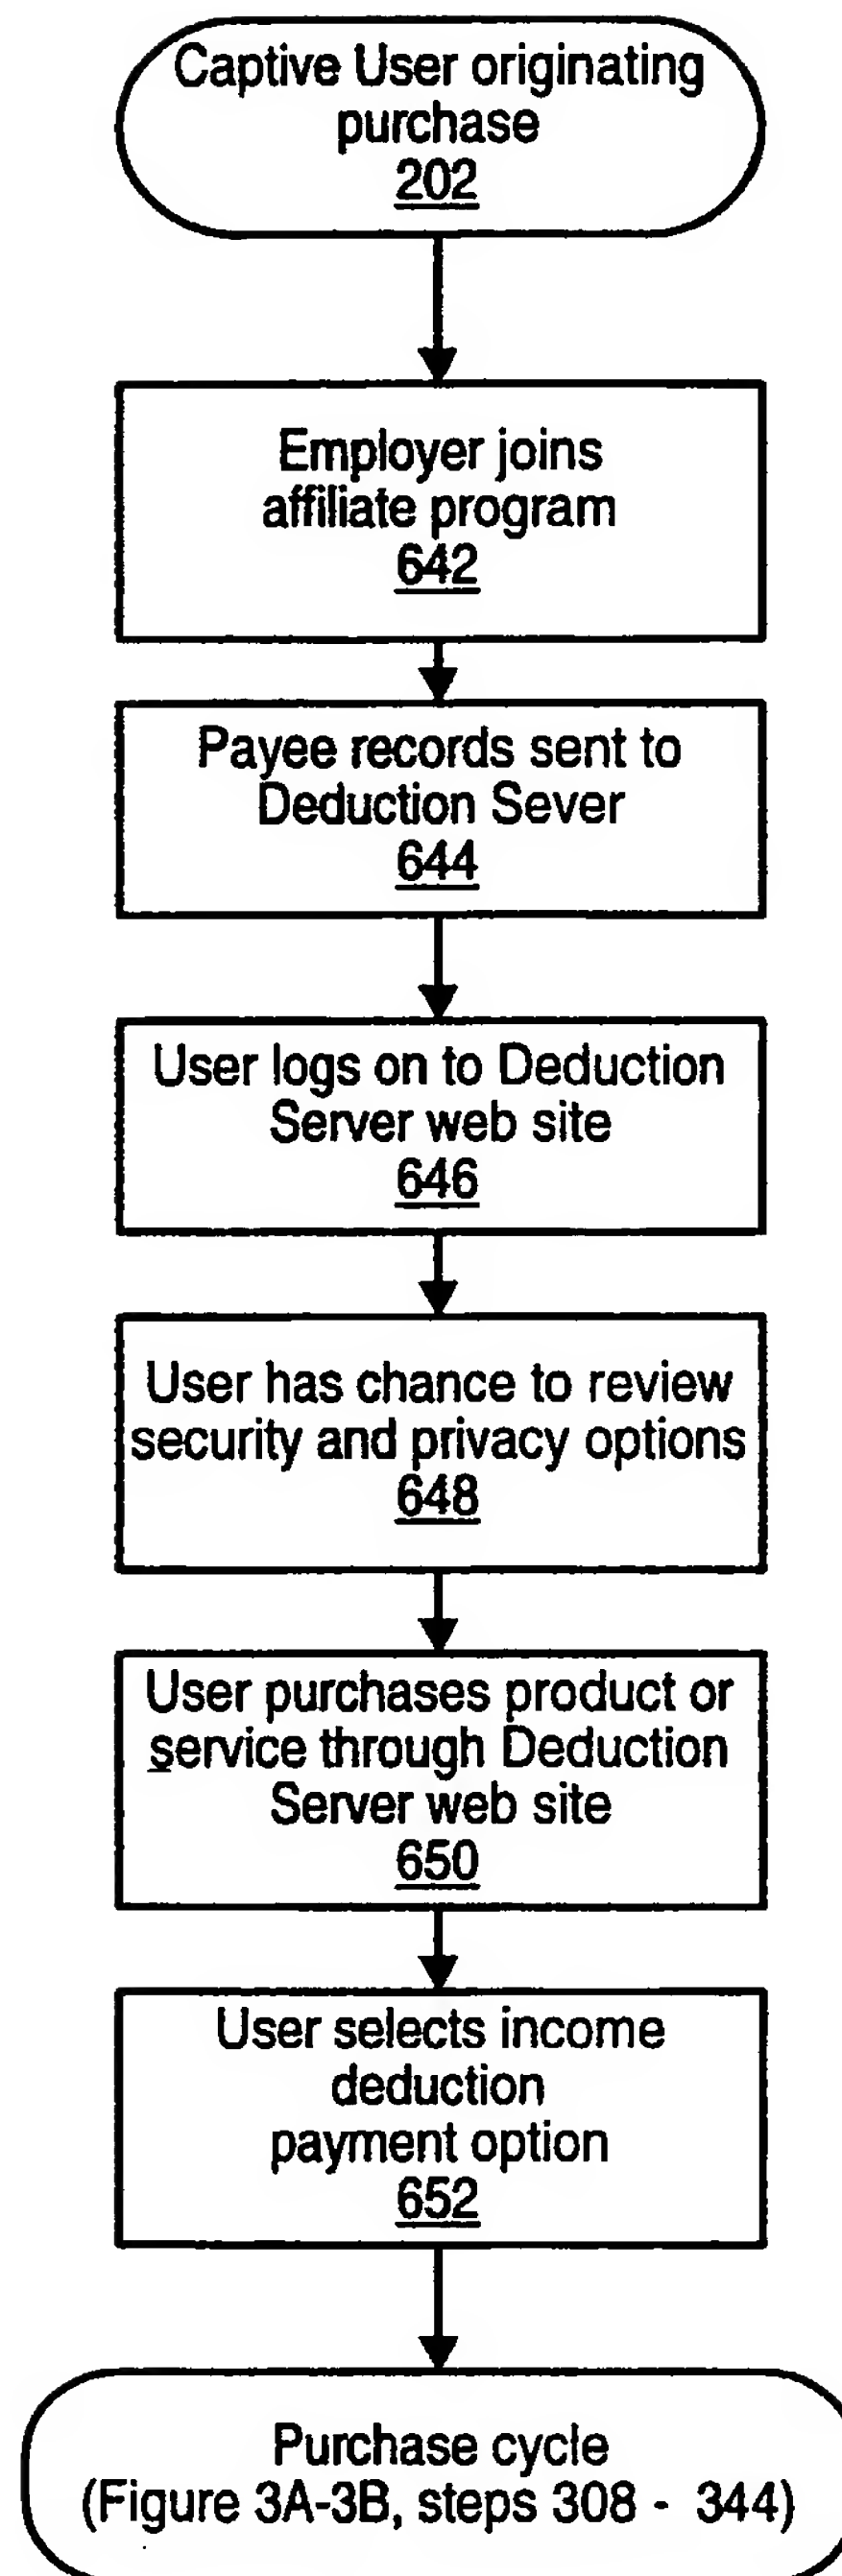 Captive User originating
purchase
202
Employer joins
affiliate program
642
Payee records sent to
Deduction Sever
644
User logs on to Deduction
Server web site
646
User has chance to review
security and privacy options
648
User purchases product or
service through Deduction
Server web site
650
User selects income
deduction
payment option
652
Purchase cycle
(Figure 3A-3B, steps 308 - 344)